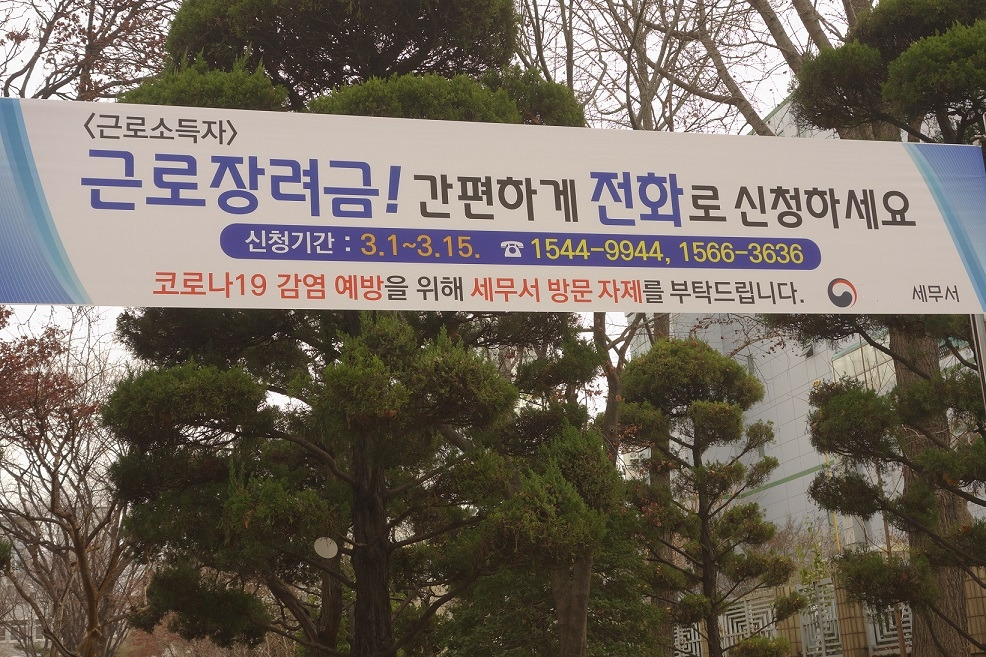 <근로소득자>
근로장려금! 간편하게 전화로 신청하세요
신청기간 : 3.1~3.15. ☎ 1544-9944, 1566-3636
코로나19 감염 예방을 위해 세무서 방문 자제를 부탁드립니다. 세무서